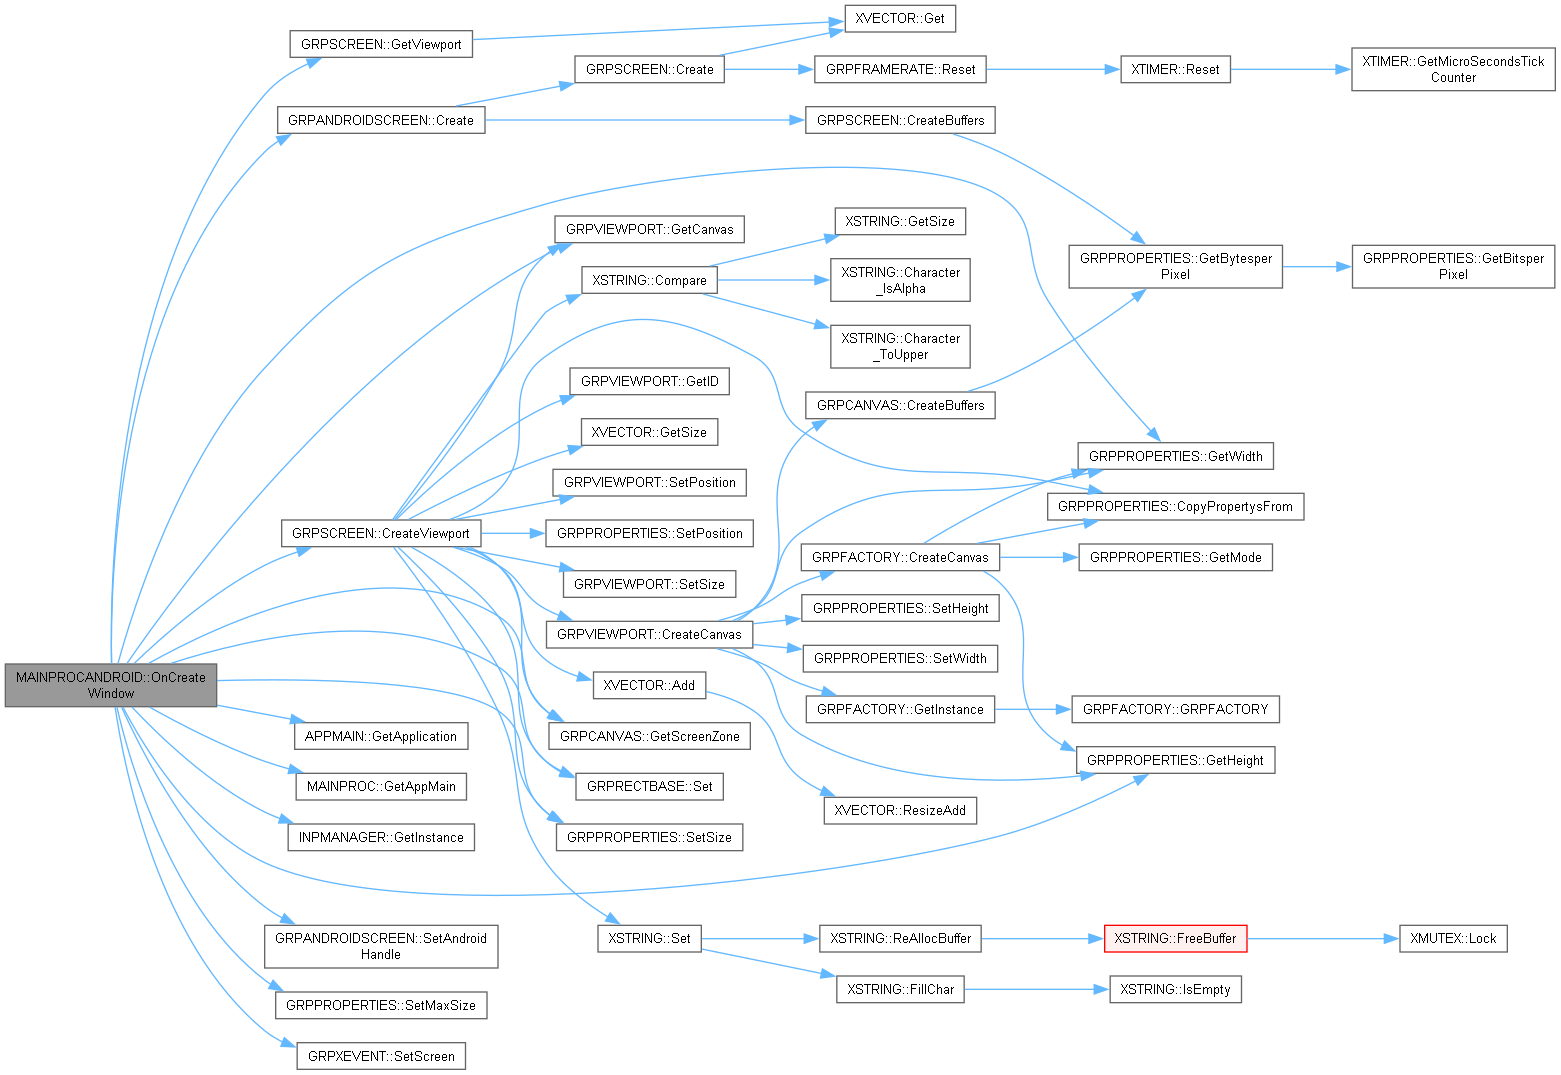 XVECTOR::Get
GRPSCREEN::GetViewport
GRPSCREEN::Create
GRPFRAMERATE::Reset
XTIMER::Reset
XTIMER::GetMicroSecondsTick
Counter
GRPANDROIDSCREEN::Create
GRPSCREEN::CreateBuffers
GRPVIEWPORT::GetCanvas
XSTRING::GetSize
XSTRING::Compare
XSTRING::Character
_IsAlpha
GRPPROPERTIES::GetBytesper
Pixel
GRPPROPERTIES::GetBitsper
Pixel
XSTRING::Character
_ToUpper
GRPVIEWPORT::GetID
GRPCANVAS::CreateBuffers
XVECTOR::GetSize
GRPPROPERTIES::GetWidth
GRPVIEWPORT::SetPosition
GRPPROPERTIES::CopyPropertysFrom
GRPSCREEN::CreateViewport
GRPPROPERTIES::SetPosition
GRPFACTORY::CreateCanvas
GRPPROPERTIES::GetMode
GRPVIEWPORT::SetSize
GRPPROPERTIES::SetHeight
GRPVIEWPORT::CreateCanvas
GRPPROPERTIES::SetWidth
MAINPROCANDROID::OnCreate
Window
XVECTOR::Add
GRPFACTORY::GetInstance
GRPFACTORY::GRPFACTORY
APPMAIN::GetApplication
GRPCANVAS::GetScreenZone
GRPPROPERTIES::GetHeight
MAINPROC::GetAppMain
GRPRECTBASE::Set
XVECTOR::ResizeAdd
INPMANAGER::GetInstance
GRPPROPERTIES::SetSize
GRPANDROIDSCREEN::SetAndroid
Handle
XSTRING::Set
XSTRING::ReAllocBuffer
XSTRING::FreeBuffer
XMUTEX::Lock
XSTRING::FillChar
XSTRING::IsEmpty
GRPPROPERTIES::SetMaxSize
GRPXEVENT::SetScreen